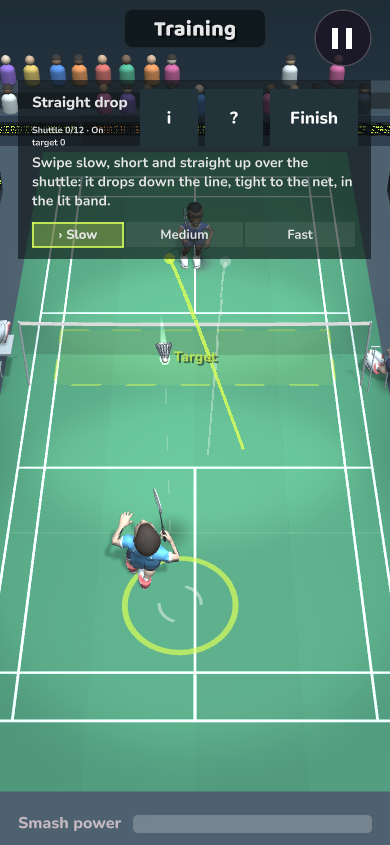 Training
Straight drop
i
?
Finish
Shuttle 0/12 · On
target 0
Swipe slow, short and straight up over the
shuttle: it drops down the line, tight to the net, in
the lit band.
› Slow
Medium
Fast
Target
Smash power